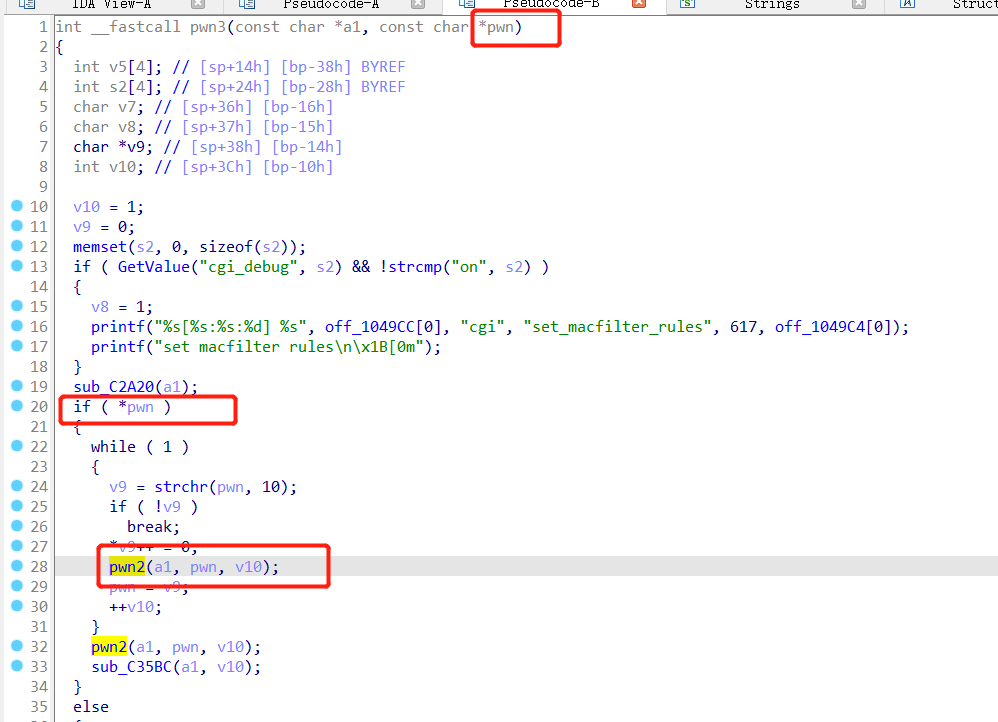 IDA View-A Pseudocode-A Pseudocode-B Strings Struct
1 int __fastcall pwn3(const char *a1, const char *pwn)
2 {
3 int v5[4]; // [sp+14h] [bp-38h] BYREF
4 int s2[4]; // [sp+24h] [bp-28h] BYREF
5 char v7; // [sp+36h] [bp-16h]
6 char v8; // [sp+37h] [bp-15h]
7 char *v9; // [sp+38h] [bp-14h]
8 int v10; // [sp+3Ch] [bp-10h]
9
10 v10 = 1;
11 v9 = 0;
12 memset(s2, 0, sizeof(s2));
13 if ( GetValue("cgi_debug", s2) && !strcmp("on", s2) )
14 {
15 v8 = 1;
16 printf("%s[%s:%s:%d] %s", off_1049CC[0], "cgi", "set_macfilter_rules", 617, off_1049C4[0]);
17 printf("set macfilter rules\n\x1B[0m");
18 }
19 sub_C2A20(a1);
20 if ( *pwn )
21 {
22 while ( 1 )
23 {
24 v9 = strchr(pwn, 10);
25 if ( !v9 )
26 break;
27 *v9++ = 0;
28 pwn2(a1, pwn, v10);
29 pwn = v9;
30 ++v10;
31 }
32 pwn2(a1, pwn, v10);
33 sub_C35BC(a1, v10);
34 }
35 else